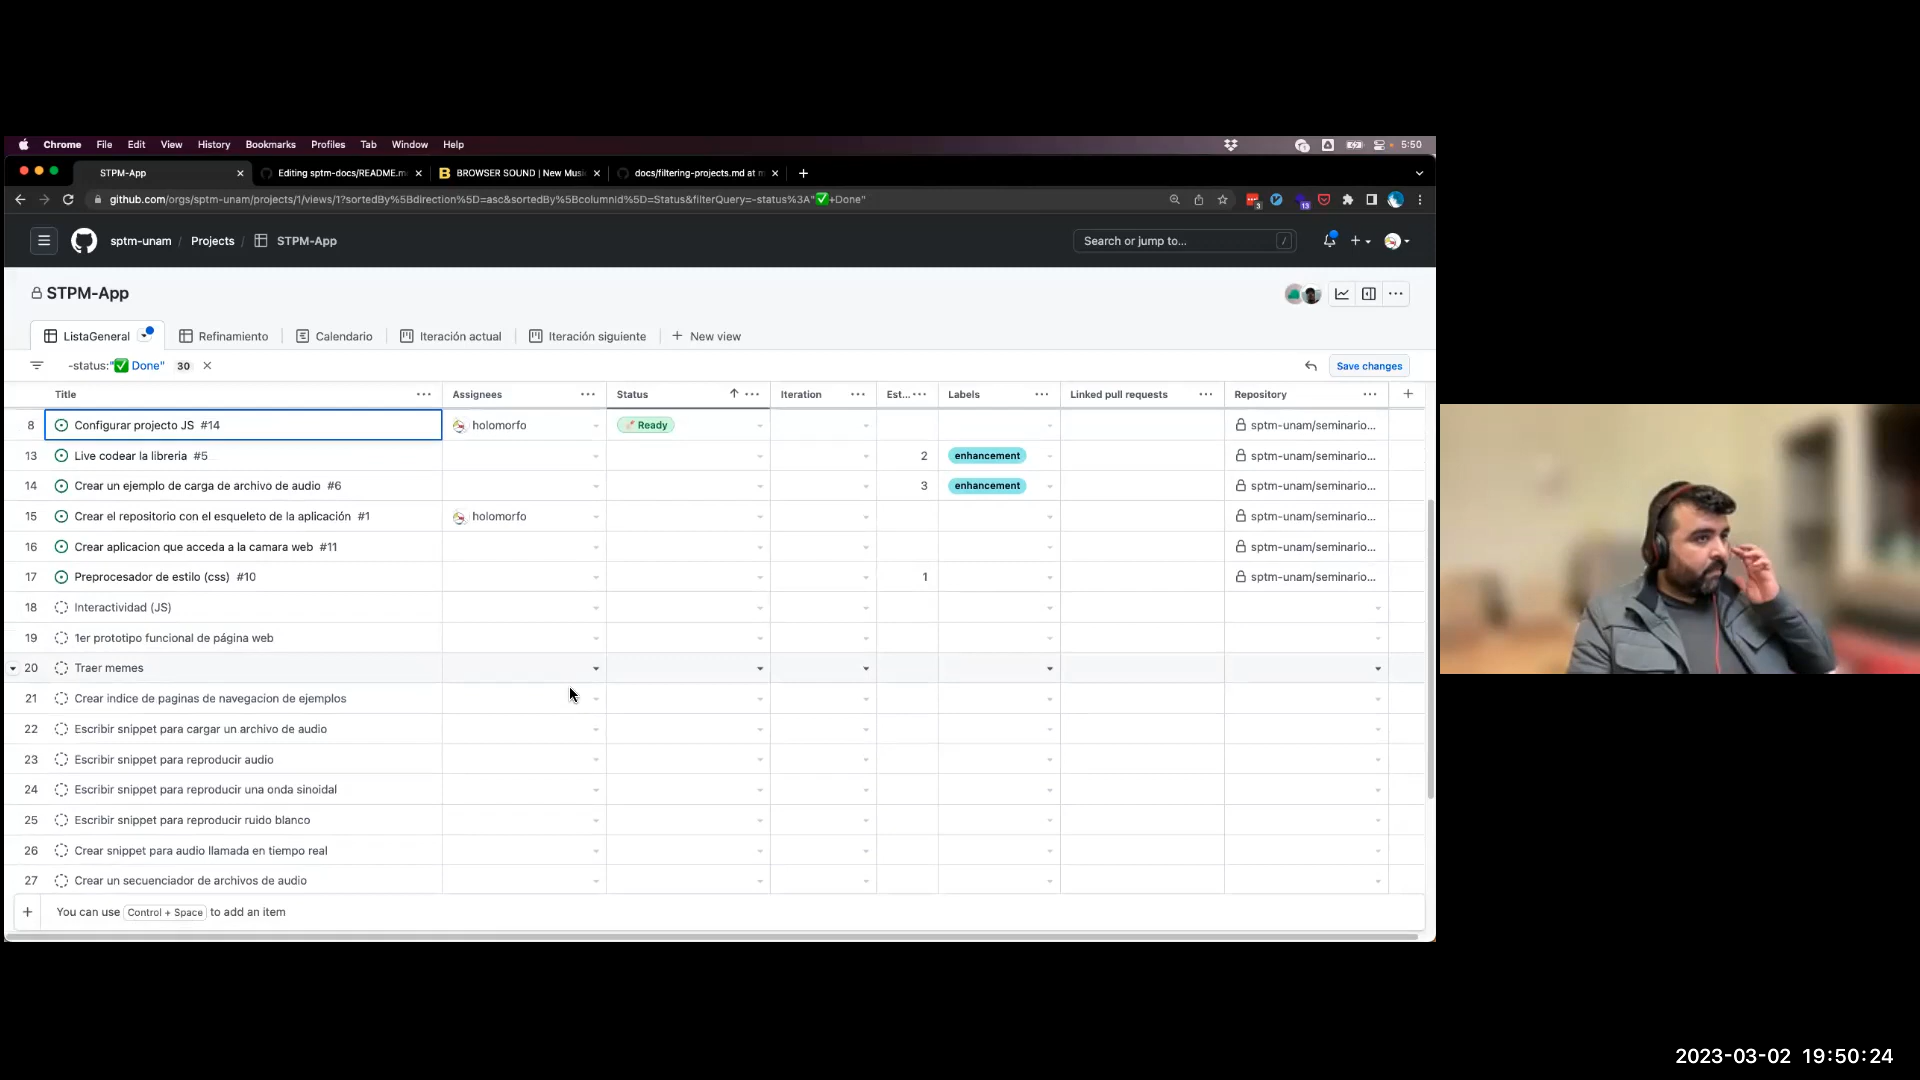 Chrome File Edit View History Bookmarks Profiles Tab Window Help 5:50
STPM-App Editing sptm-docs/README.m BROWSER SOUND | New Musi docs/filtering-projects.md at m
github.com/orgs/sptm-unam/projects/1/views/1?sortedBy%5Bdirection%5D=asc&sortedBy%5BcolumnId%5D=Status&filterQuery=-status%3A"✅+Done" 3 13
sptm-unam / Projects / STPM-App Search or jump to... /
STPM-App
ListaGeneral Refinamiento Calendario Iteración actual Iteración siguiente + New view
-status:"✅ Done" 30 Save changes
Title Assignees Status Iteration Est... Labels Linked pull requests Repository
8 Configurar projecto JS #14 holomorfo Ready sptm-unam/seminario...
13 Live codear la libreria #5 2 enhancement sptm-unam/seminario...
14 Crear un ejemplo de carga de archivo de audio #6 3 enhancement sptm-unam/seminario...
15 Crear el repositorio con el esqueleto de la aplicación #1 holomorfo sptm-unam/seminario...
16 Crear aplicacion que acceda a la camara web #11 sptm-unam/seminario...
17 Preprocesador de estilo (css) #10 1 sptm-unam/seminario...
18 Interactividad (JS)
19 1er prototipo funcional de página web
20 Traer memes
21 Crear indice de paginas de navegacion de ejemplos
22 Escribir snippet para cargar un archivo de audio
23 Escribir snippet para reproducir audio
24 Escribir snippet para reproducir una onda sinoidal
25 Escribir snippet para reproducir ruido blanco
26 Crear snippet para audio llamada en tiempo real
27 Crear un secuenciador de archivos de audio
+ You can use Control + Space to add an item
2023-03-02 19:50:24